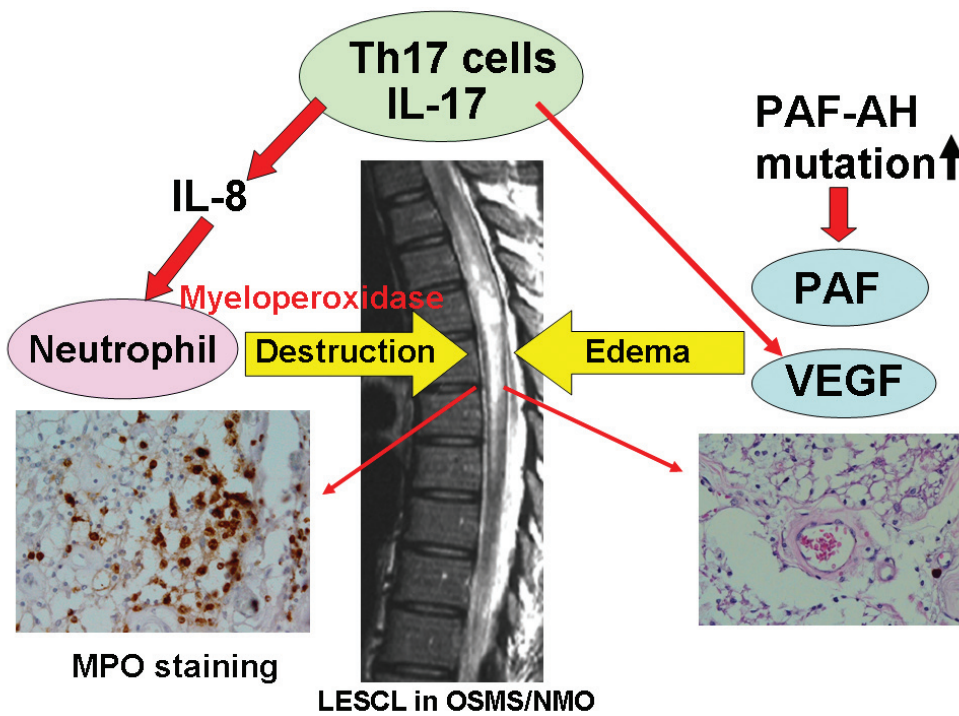 Th17 cells
IL-17
PAF-AH
mutation
IL-8
PAF
Myeloperoxidase
Neutrophil
Destruction
Edema
VEGF
MPO staining
LESCL in OSMS/NMO